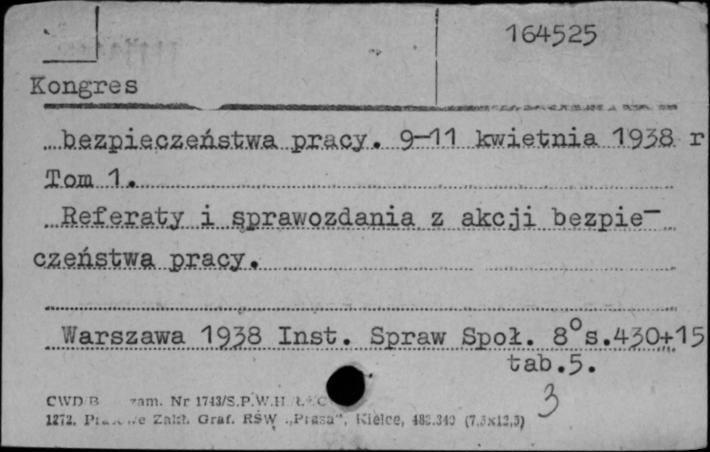 164525
Kongres
bezpieczeństwa pracy. 9-11 kwietnia 1938 r
Tom 1.
Referaty i sprawozdania z akcji bezpie-
czeństwa pracy.
Warszawa 1938 Inst. Spraw Społ. 8° s.430+15
tab.5.
3
CWD zam. Nr 1743/S.P.W.H
1272. Zakł. Graf. RSW „Prasa", Kielce, 482.340 (7,5x12,5)